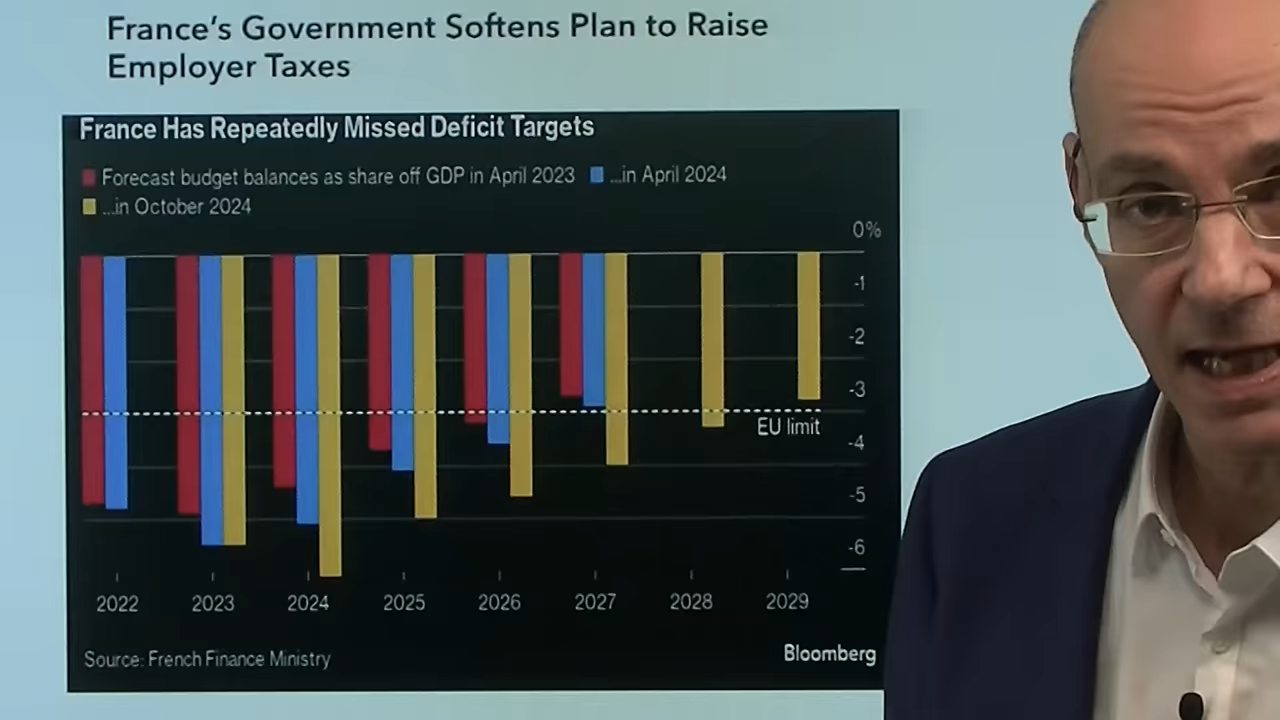 France's Government Softens Plan to Raise
Employer Taxes
France Has Repeatedly Missed Deficit Targets
Forecast budget balances as share off GDP in April 2023 ...in April 2024
...in October 2024
0%
-1
-2
-3
EU limit
-4
-5
-6
2022 2023 2024 2025 2026 2027 2028 2029
Source: French Finance Ministry
Bloomberg